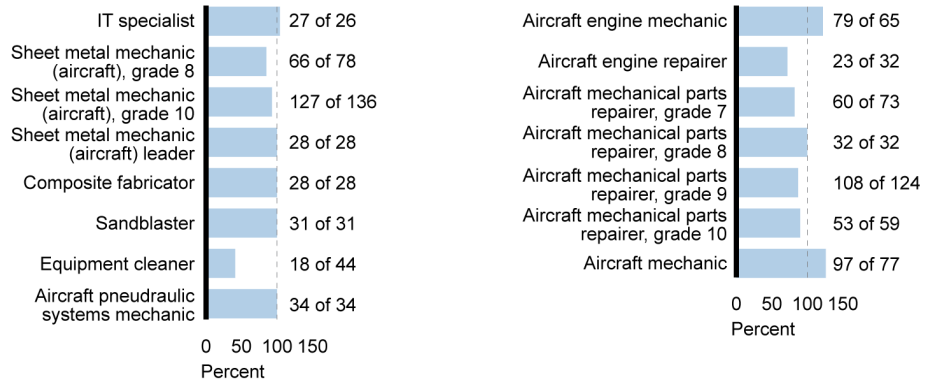 IT specialist 27 of 26
Sheet metal mechanic
(aircraft), grade 8 66 of 78
Sheet metal mechanic
(aircraft), grade 10 127 of 136
Sheet metal mechanic
(aircraft) leader 28 of 28
Composite fabricator 28 of 28
Sandblaster 31 of 31
Equipment cleaner 18 of 44
Aircraft pneudraulic
systems mechanic 34 of 34
0 50 100 150
Percent
Aircraft engine mechanic 79 of 65
Aircraft engine repairer 23 of 32
Aircraft mechanical parts
repairer, grade 7 60 of 73
Aircraft mechanical parts
repairer, grade 8 32 of 32
Aircraft mechanical parts
repairer, grade 9 108 of 124
Aircraft mechanical parts
repairer, grade 10 53 of 59
Aircraft mechanic 97 of 77
0 50 100 150
Percent